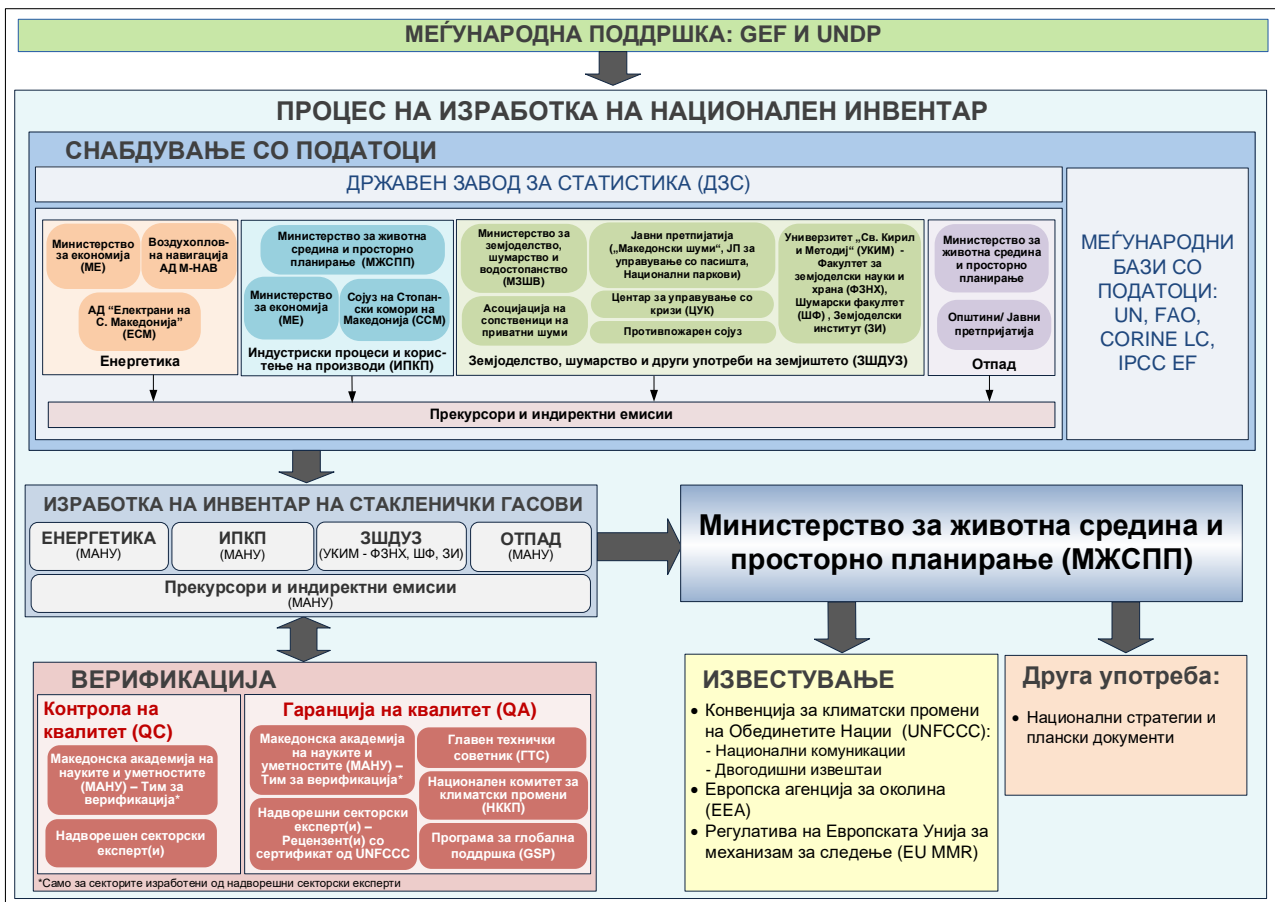 МЕЃУНАРОДНА ПОДДРШКА: GEF И UNDP
ПРОЦЕС НА ИЗРАБОТКА НА НАЦИОНАЛЕН ИНВЕНТАР
СНАБДУВАЊЕ СО ПОДАТОЦИ
ДРЖАВЕН ЗАВОД ЗА СТАТИСТИКА (ДЗС)
Министерство
за економија (МЕ)
Воздухоплов-
на навигација
АД М-НАВ
АД “Електрани на
С. Македонија”
(ЕСМ)
Енергетика
Министерство за животна
средина и просторно
планирање (МЖСПП)
Министерство
за економија
(МЕ)
Сојуз на Стопан-
ски комори на
Македонија (ССМ)
Индустриски процеси и корис-
тење на производи (ИПКП)
Министерство за
земјоделство,
шумарство и
водостопанство
(МЗШВ)
Асоцијација на
сопственици на
приватни шуми
Јавни претпијатија
(„Македонски шуми“, ЈП за
управување со пасишта,
Национални паркови)
Центар за управување со
кризи (ЦУК)
Противпожарен сојуз
Универзитет „Св. Кирил
и Методиј“ (УКИМ) -
Факултет за
земјоделски науки и
храна (ФЗНХ),
Шумарски факултет
(ШФ) , Земјоделски
институт (ЗИ)
Земјоделство, шумарство и други употреби на земјиштето (ЗШДУЗ)
Министерство за
животна средина
и просторно
планирање
Општини/ Јавни
претпријатија
Отпад
Прекурсори и индиректни емисии
МЕЃУНАРОДНИ
БАЗИ СО
ПОДАТОЦИ:
UN, FAO,
CORINE LC,
IPCC EF
ИЗРАБОТКА НА ИНВЕНТАР НА СТАКЛЕНИЧКИ ГАСОВИ
ЕНЕРГЕТИКА
(МАНУ)
ИПКП
(МАНУ)
ЗШДУЗ
(УКИМ - ФЗНХ, ШФ, ЗИ)
ОТПАД
(МАНУ)
Прекурсори и индиректни емисии
(МАНУ)
Министерство за животна средина и
просторно планирање (МЖСПП)
ВЕРИФИКАЦИЈА
Контрола на
квалитет (QC)
Македонска академија на
науките и уметностите
(МАНУ) – Тим за
верификација*
Надворешен секторски
експерт(и)
Гаранција на квалитет (QA)
Македонска академија
на науките и
уметностите (МАНУ) –
Тим за верификација*
Надворешни секторски
експерт(и) –
Рецензент(и) со
сертификат од UNFCCC
Главен технички
советник (ГТС)
Национален комитет за
климатски промени
(НККП)
Програма за глобална
поддршка (GSP)
*Само за секторите изработени од надворешни секторски експерти
ИЗВЕСТУВАЊЕ
• Конвенција за климатски промени
на Обединетите Нации (UNFCCC):
- Национални комуникации
- Двогодишни извештаи
• Европска агенција за околина
(EEA)
• Регулатива на Европската Унија за
механизам за следење (EU MMR)
Друга употреба:
• Национални стратегии и
плански документи